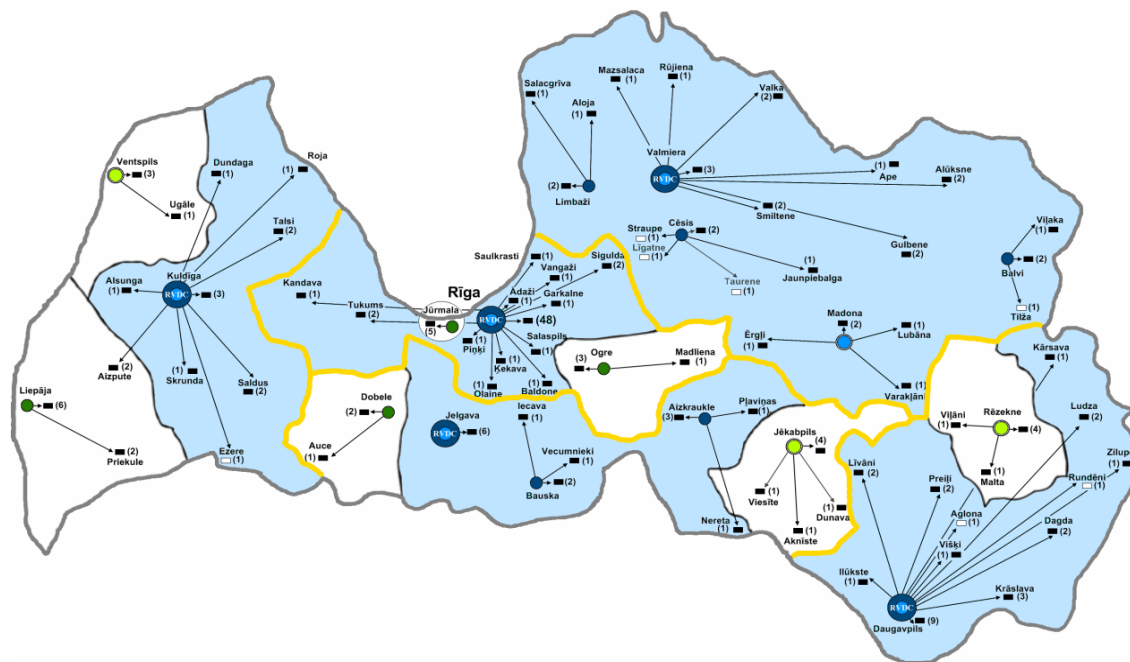 Mazsalaca
(1)
Rūjiena
(1)
Salacgrīva
(1)
Aloja
(1)
Valka
(2)
Valmiera
RVDC
(3)
(1)
Ape
Alūksne
(2)
Limbaži
(2)
(2)
Smiltene
Gulbene
(2)
Ventspils
(3)
Ugāle
(1)
Dundaga
(1)
Roja
(1)
Talsi
(2)
Alsunga
(1)
Kuldīga
RVDC
(3)
Aizpute
(2)
Skrunda
(1)
Saldus
(2)
Liepāja
(6)
(2)
Priekule
Ezere
(1)
Kandava
(1)
Tukums
(2)
Jūrmala
(5)
Rīga
RVDC
(48)
Saulkrasti
(1)
Vangaži
(1)
Sigulda
(2)
Ādaži
(1)
Garkalne
(1)
Salaspils
(1)
Piņķi
(1)
Ķekava
(1)
Olaine
(1)
Baldone
(1)
Straupe
(1)
Cēsis
(2)
Līgatne
(1)
Taurene
(1)
(1)
Jaunpiebalga
Viļaka
(1)
Balvi
(2)
(1)
Tilža
Madona
(2)
Ērgļi
(1)
Lubāna
(1)
(1)
Varakļāni
Ogre
(3)
Madliena
(1)
Dobele
(2)
Auce
(1)
Jelgava
RVDC
(6)
Iecava
(1)
Vecumnieki
(1)
Bauska
(2)
Aizkraukle
(3)
Pļaviņas
(1)
Nereta
(1)
Jēkabpils
(4)
Viesīte
(1)
Aknīste
(1)
Dunava
(1)
Kārsava
(1)
Rēzekne
(4)
Viļāni
(1)
Malta
(1)
Ludza
(2)
Zilupe
(1)
Rundēni
(1)
Līvāni
(2)
Preiļi
(2)
Aglona
(1)
Višķi
(1)
Dagda
(2)
Ilūkste
(1)
Krāslava
(3)
Daugavpils
RVDC
(9)